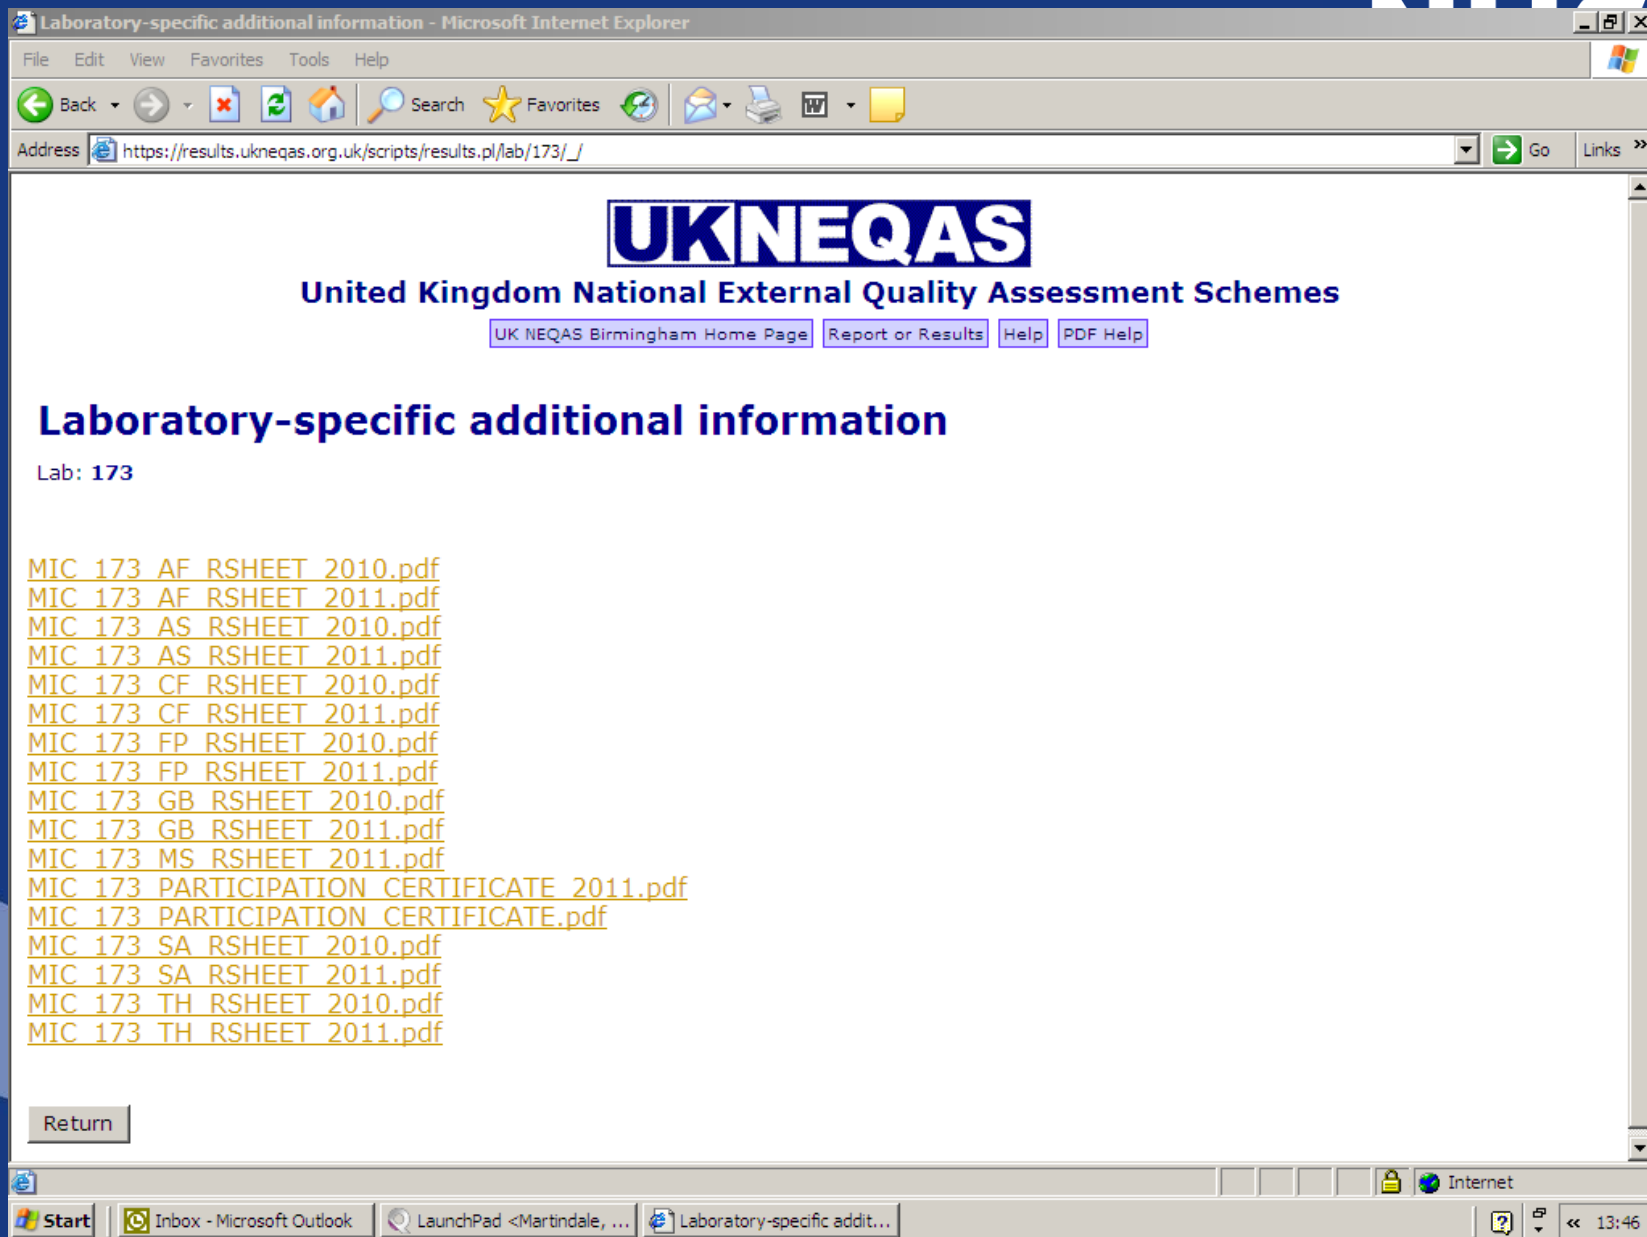 Laboratory-specific additional information - Microsoft Internet Explorer
File Edit View Favorites Tools Help
Back Search Favorites
Address https://results.ukneqas.org.uk/scripts/results.pl/lab/173/_/ Go Links »
UKNEQAS
United Kingdom National External Quality Assessment Schemes
UK NEQAS Birmingham Home Page Report or Results Help PDF Help
Laboratory-specific additional information
Lab: 173
MIC_173_AF_RSHEET_2010.pdf
MIC_173_AF_RSHEET_2011.pdf
MIC_173_AS_RSHEET_2010.pdf
MIC_173_AS_RSHEET_2011.pdf
MIC_173_CF_RSHEET_2010.pdf
MIC_173_CF_RSHEET_2011.pdf
MIC_173_FP_RSHEET_2010.pdf
MIC_173_FP_RSHEET_2011.pdf
MIC_173_GB_RSHEET_2010.pdf
MIC_173_GB_RSHEET_2011.pdf
MIC_173_MS_RSHEET_2011.pdf
MIC_173_PARTICIPATION_CERTIFICATE_2011.pdf
MIC_173_PARTICIPATION_CERTIFICATE.pdf
MIC_173_SA_RSHEET_2010.pdf
MIC_173_SA_RSHEET_2011.pdf
MIC_173_TH_RSHEET_2010.pdf
MIC_173_TH_RSHEET_2011.pdf
Return
Internet
Start Inbox - Microsoft Outlook LaunchPad <Martindale, ... Laboratory-specific addit... « 13:46